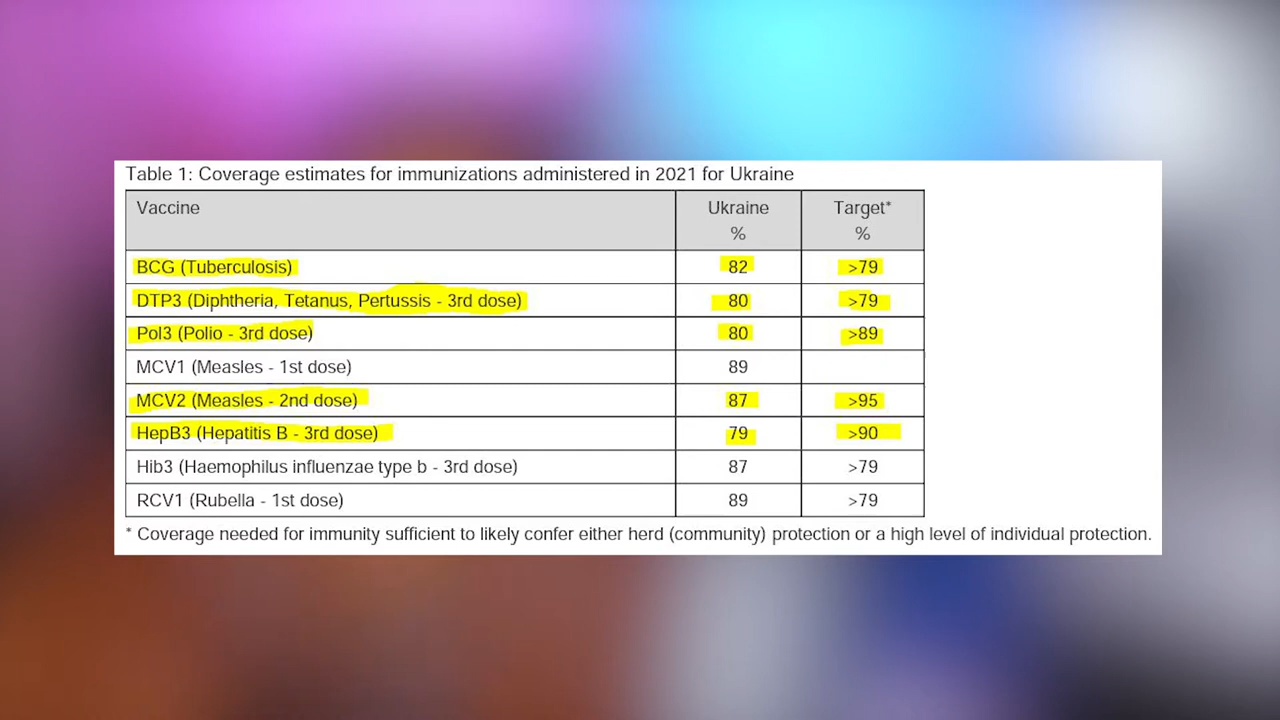 Table 1: Coverage estimates for immunizations administered in 2021 for Ukraine
Vaccine Ukraine % Target* %
BCG (Tuberculosis) 82 >79
DTP3 (Diphtheria, Tetanus, Pertussis - 3rd dose) 80 >79
Pol3 (Polio - 3rd dose) 80 >89
MCV1 (Measles - 1st dose) 89
MCV2 (Measles - 2nd dose) 87 >95
HepB3 (Hepatitis B - 3rd dose) 79 >90
Hib3 (Haemophilus influenzae type b - 3rd dose) 87 >79
RCV1 (Rubella - 1st dose) 89 >79
* Coverage needed for immunity sufficient to likely confer either herd (community) protection or a high level of individual protection.